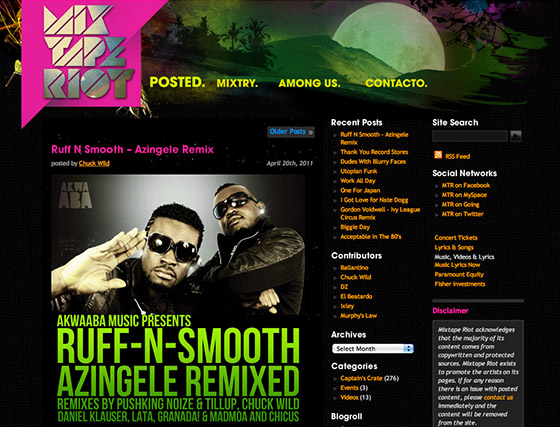 MIX
TAPE
RIOT
POSTED.
MIXTRY.
AMONG US.
CONTACTO.
Older Posts »
Ruff N Smooth - Azingele Remix
posted by Chuck Wild
April 20th, 2011
AKWA
ABA
AKWAABA MUSIC PRESENTS
RUFF-N-SMOOTH
AZINGELE REMIXED
REMIXES BY PUSHKING NOIZE & TILLUP, CHUCK WILD
DANIEL KLAUSER, LATA, GRANADA! & MADMOA AND CHICUS
Recent Posts
Ruff N Smooth - Azingele
Remix
Thank You Record Stores
Dudes With Blurry Faces
Utopian Funk
Work All Day
One For Japan
I Got Love for Nate Dogg
Gordon Voidwell - Ivy League
Circus Remix
Biggie Day
Acceptable In The 80's
Contributors
Ballantino
Chuck Wild
DZ
El Beatardo
Ixley
Murphy's Law
Archives
Select Month
Categories
Captain's Crate (276)
Events (3)
Videos (13)
Blogroll
Site Search
RSS Feed
Social Networks
MTR on Facebook
MTR on MySpace
MTR on Going
MTR on Twitter
Concert Tickets
Lyrics & Songs
Music, Videos & Lyrics
Music Lyrics Now
Paramount Equity
Fisher Investments
Disclaimer
Mixtape Riot acknowledges
that the majority of its
content comes from
copywritten and protected
sources. Mixtape Riot exists
to promote the artists on its
pages. If for any reason
there is an issue with posted
content, please contact us
immediately and the
content will be removed
from the site.